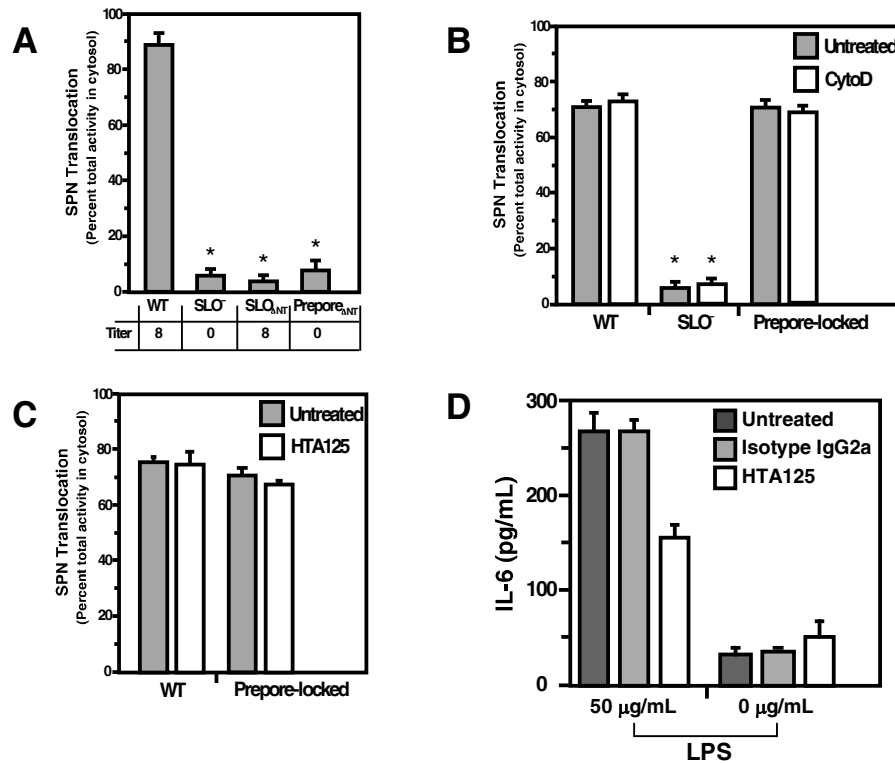 A
SPN Translocation
(Percent total activity in cytosol)
100
80
60
40
20
0
*
*
*
WT SLO⁻ SLO∆NT Prepore∆NT
Titer 8 0 8 0
B
SPN Translocation
(Percent total activity in cytosol)
100
80
60
40
20
0
Untreated
CytoD
* *
WT SLO⁻ Prepore-locked
C
SPN Translocation
(Percent total activity in cytosol)
100
80
60
40
20
0
Untreated
HTA125
WT Prepore-locked
D
IL-6 (pg/mL)
300
200
100
0
Untreated
Isotype IgG2a
HTA125
50 µg/mL 0 µg/mL
LPS